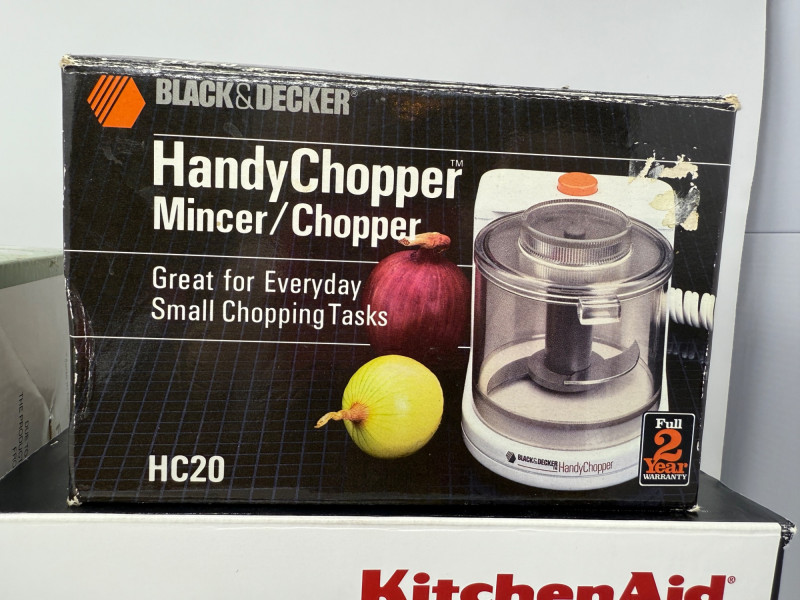 BLACK&DECKER
HandyChopper™
Mincer/Chopper
Great for Everyday
Small Chopping Tasks
HC20
BLACK&DECKER HandyChopper
Full
2
Year
WARRANTY
KitchenAid®